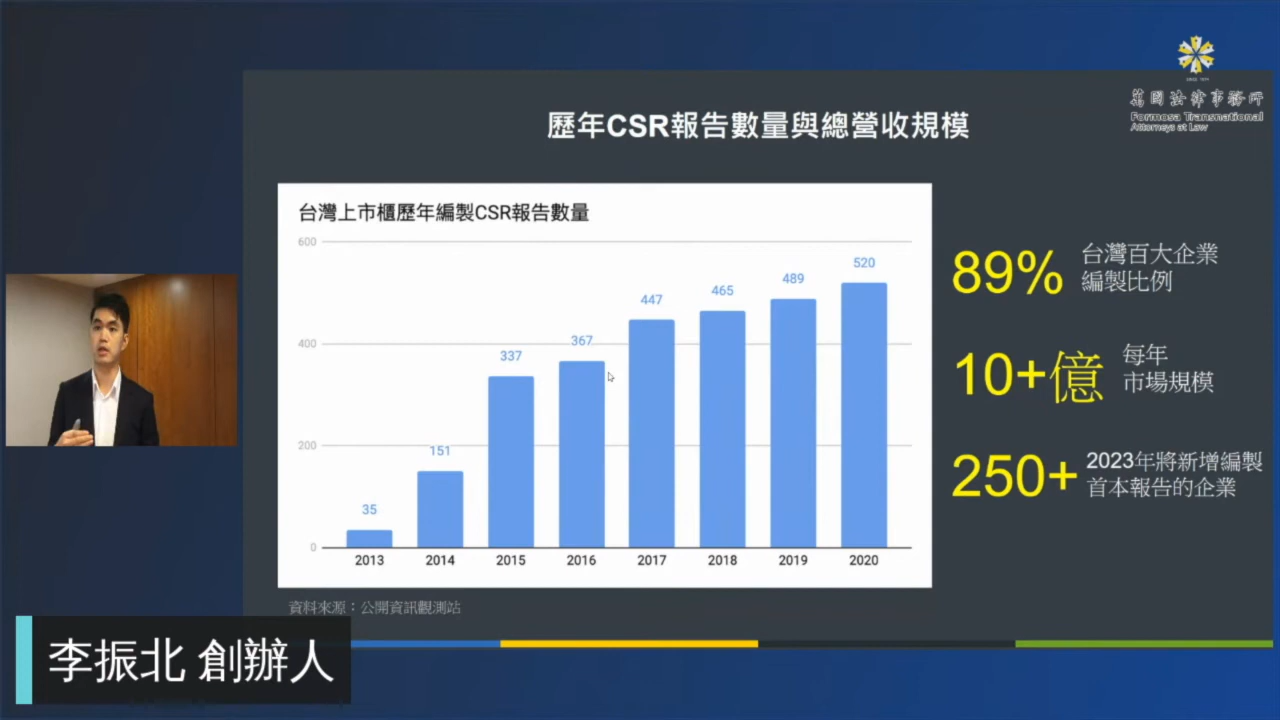 萬國法律事務所
Formosa Transnational
Attorneys at Law
歷年CSR報告數量與總營收規模
台灣上市櫃歷年編製CSR報告數量
600
400
200
0
35
151
337
367
447
465
489
520
2013 2014 2015 2016 2017 2018 2019 2020
資料來源：公開資訊觀測站
89% 台灣百大企業
編製比例
10+億 每年
市場規模
250+ 2023年將新增編製
首本報告的企業
李振北 創辦人